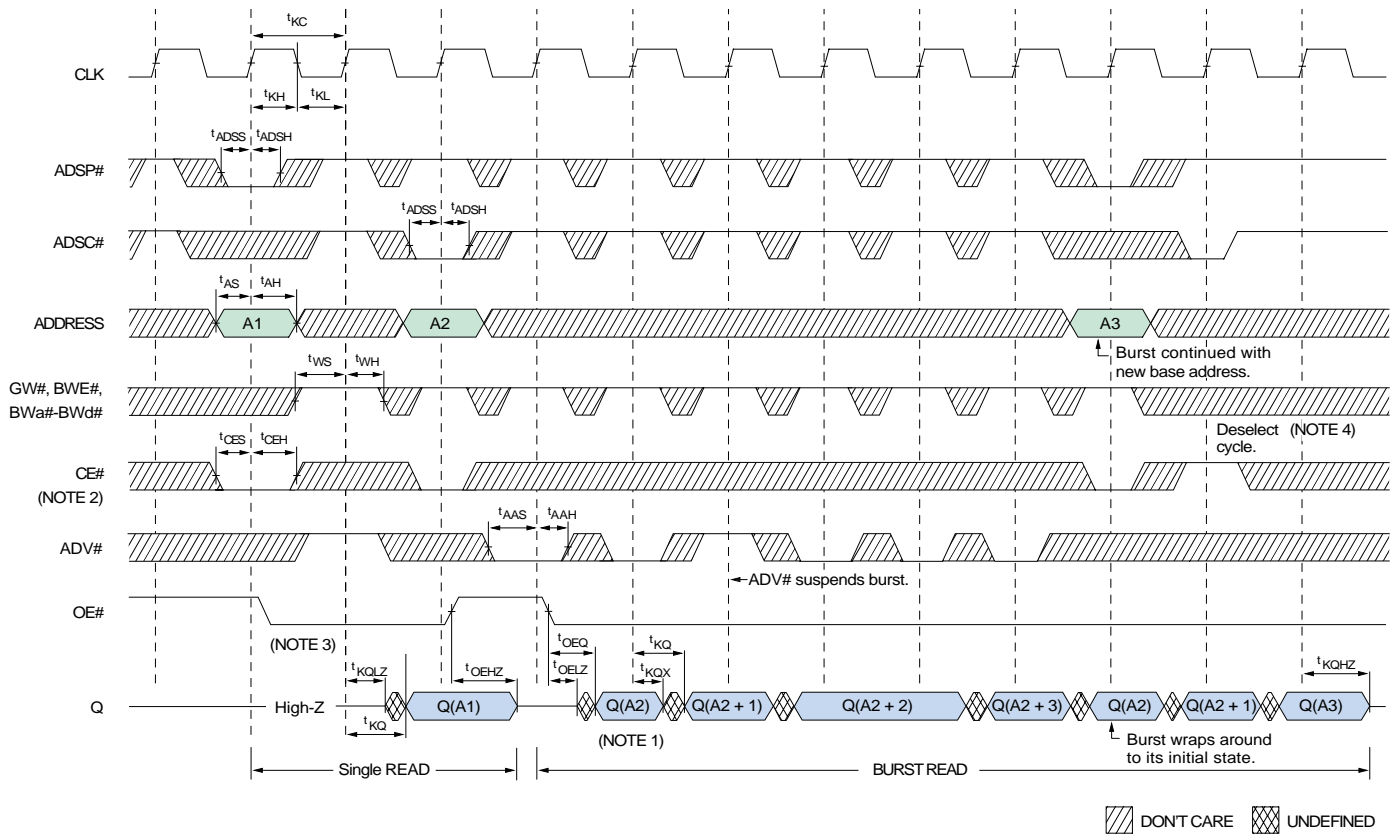 tKC
CLK
tKH
tKL
tADSS
tADSH
ADSP#
tADSS
tADSH
ADSC#
tAS
tAH
ADDRESS
A1
A2
A3
Burst continued with
new base address.
tWS
tWH
GW#, BWE#,
BWa#-BWd#
Deselect (NOTE 4)
cycle.
tCES
tCEH
CE#
(NOTE 2)
tAAS
tAAH
ADV#
ADV# suspends burst.
OE#
(NOTE 3)
tOEQ
tKQ
tKQLZ
tOEHZ
tOELZ
tKQX
tKQHZ
Q
High-Z
Q(A1)
Q(A2)
Q(A2 + 1)
Q(A2 + 2)
Q(A2 + 3)
Q(A2)
Q(A2 + 1)
Q(A3)
tKQ
(NOTE 1)
Burst wraps around
to its initial state.
Single READ
BURST READ
DON'T CARE
UNDEFINED